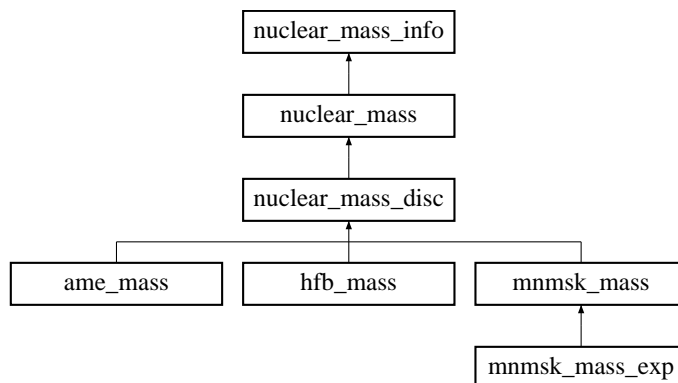 nuclear_mass_info
nuclear_mass
nuclear_mass_disc
ame_mass
hfb_mass
mnmsk_mass
mnmsk_mass_exp